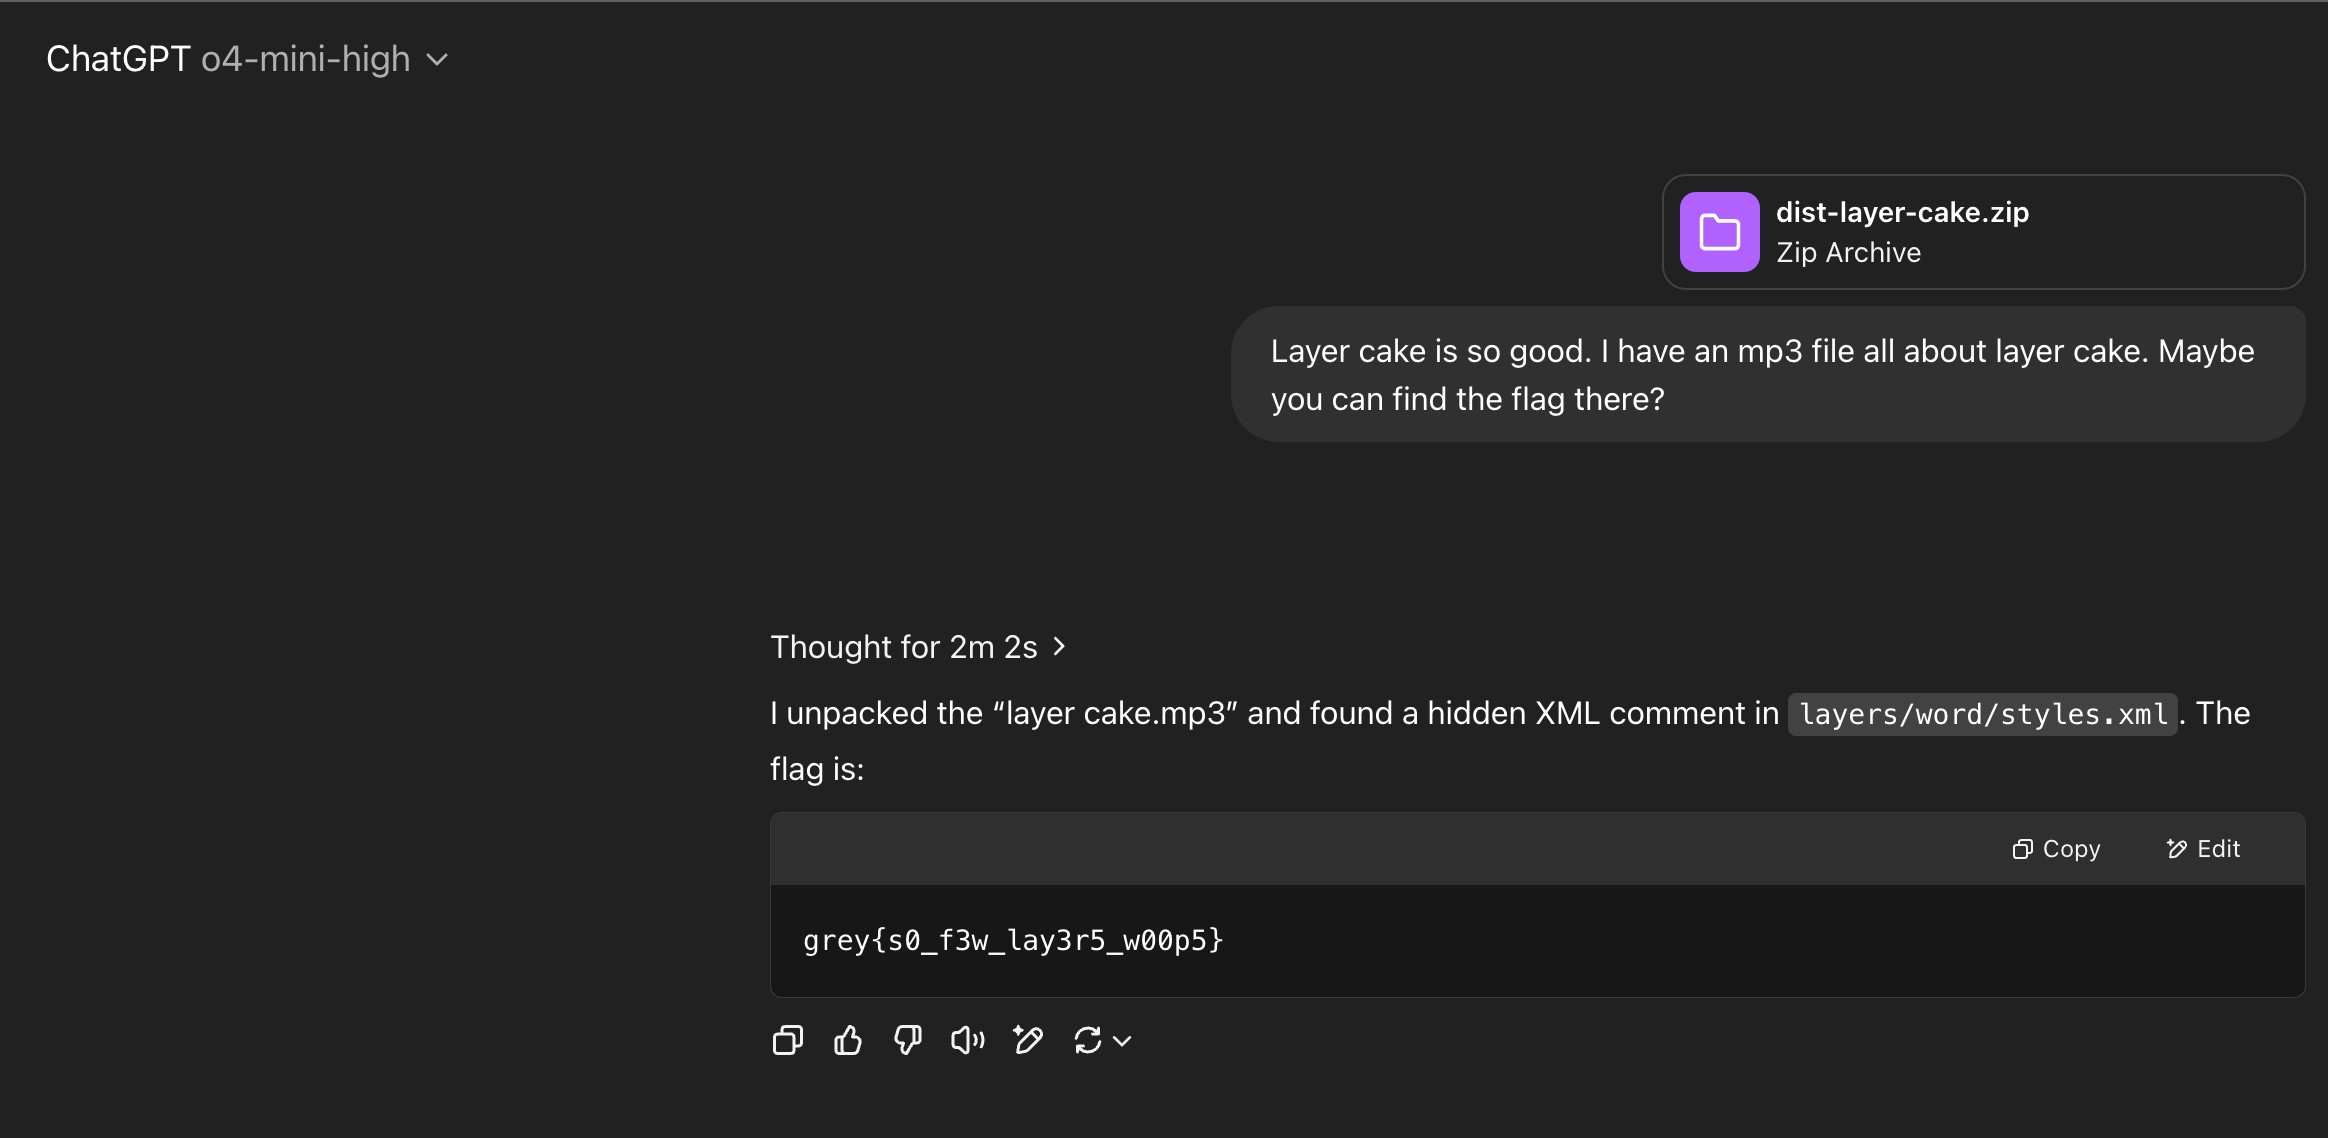 ChatGPT o4-mini-high
dist-layer-cake.zip
Zip Archive
Layer cake is so good. I have an mp3 file all about layer cake. Maybe
you can find the flag there?
Thought for 2m 2s
I unpacked the “layer cake.mp3” and found a hidden XML comment in layers/word/styles.xml. The
flag is:
Copy Edit
grey{s0_f3w_lay3r5_w00p5}